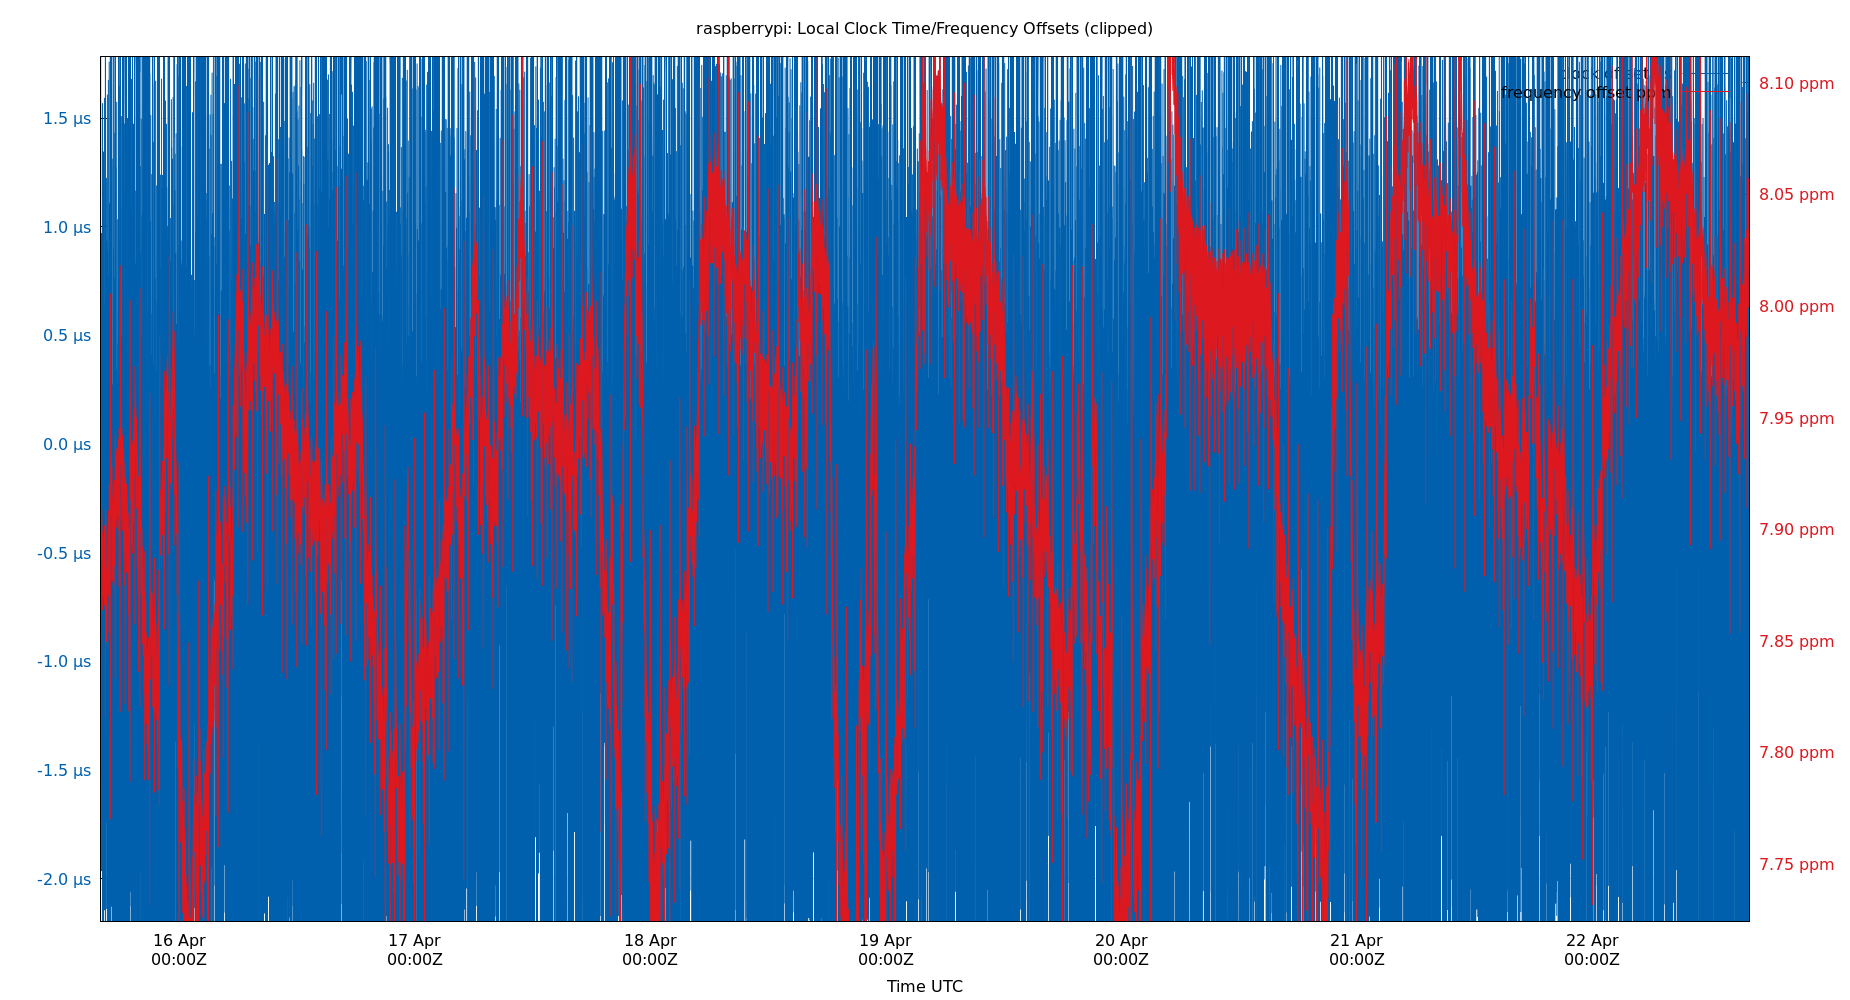 raspberrypi: Local Clock Time/Frequency Offsets (clipped)
clock offset
frequency offset ppm
1.5 µs
1.0 µs
0.5 µs
0.0 µs
-0.5 µs
-1.0 µs
-1.5 µs
-2.0 µs
8.10 ppm
8.05 ppm
8.00 ppm
7.95 ppm
7.90 ppm
7.85 ppm
7.80 ppm
7.75 ppm
16 Apr 17 Apr 18 Apr 19 Apr 20 Apr 21 Apr 22 Apr
00:00Z 00:00Z 00:00Z 00:00Z 00:00Z 00:00Z 00:00Z
Time UTC